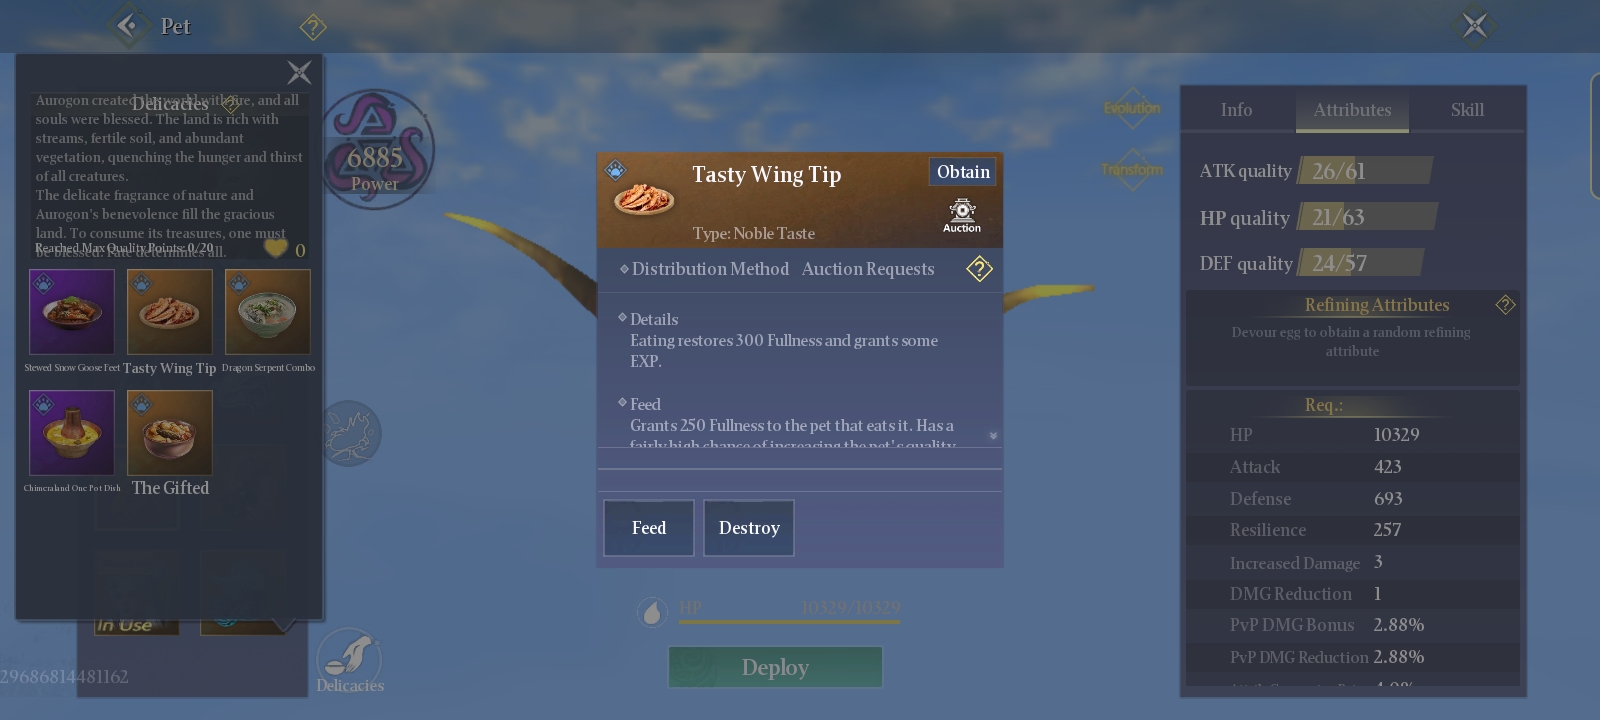 Pet
?
Aurogon created the world with fire, and all
Delicacies ?
souls were blessed. The land is rich with
streams, fertile soil, and abundant
vegetation, quenching the hunger and thirst
of all creatures.
The delicate fragrance of nature and
Aurogon's benevolence fill the gracious
land. To consume its treasures, one must
Reached Max Quality Points: 0/20
be blessed. Fate determines all.
0
Stewed Snow Goose Feet
Tasty Wing Tip
Dragon Serpent Combo
Chimeraland One Pot Dish
The Gifted
In Use
29686814481162
6885
Power
Delicacies
Tasty Wing Tip
Obtain
Auction
Type: Noble Taste
Distribution Method Auction Requests
?
Details
Eating restores 300 Fullness and grants some
EXP.
Feed
Grants 250 Fullness to the pet that eats it. Has a
fairly high chance of increasing the pet's quality
Feed
Destroy
HP 10329/10329
Deploy
Evolution
Transform
Info
Attributes
Skill
ATK quality 26/61
HP quality 21/63
DEF quality 24/57
Refining Attributes
?
Devour egg to obtain a random refining
attribute
Req.:
HP 10329
Attack 423
Defense 693
Resilience 257
Increased Damage 3
DMG Reduction 1
PvP DMG Bonus 2.88%
PvP DMG Reduction 2.88%